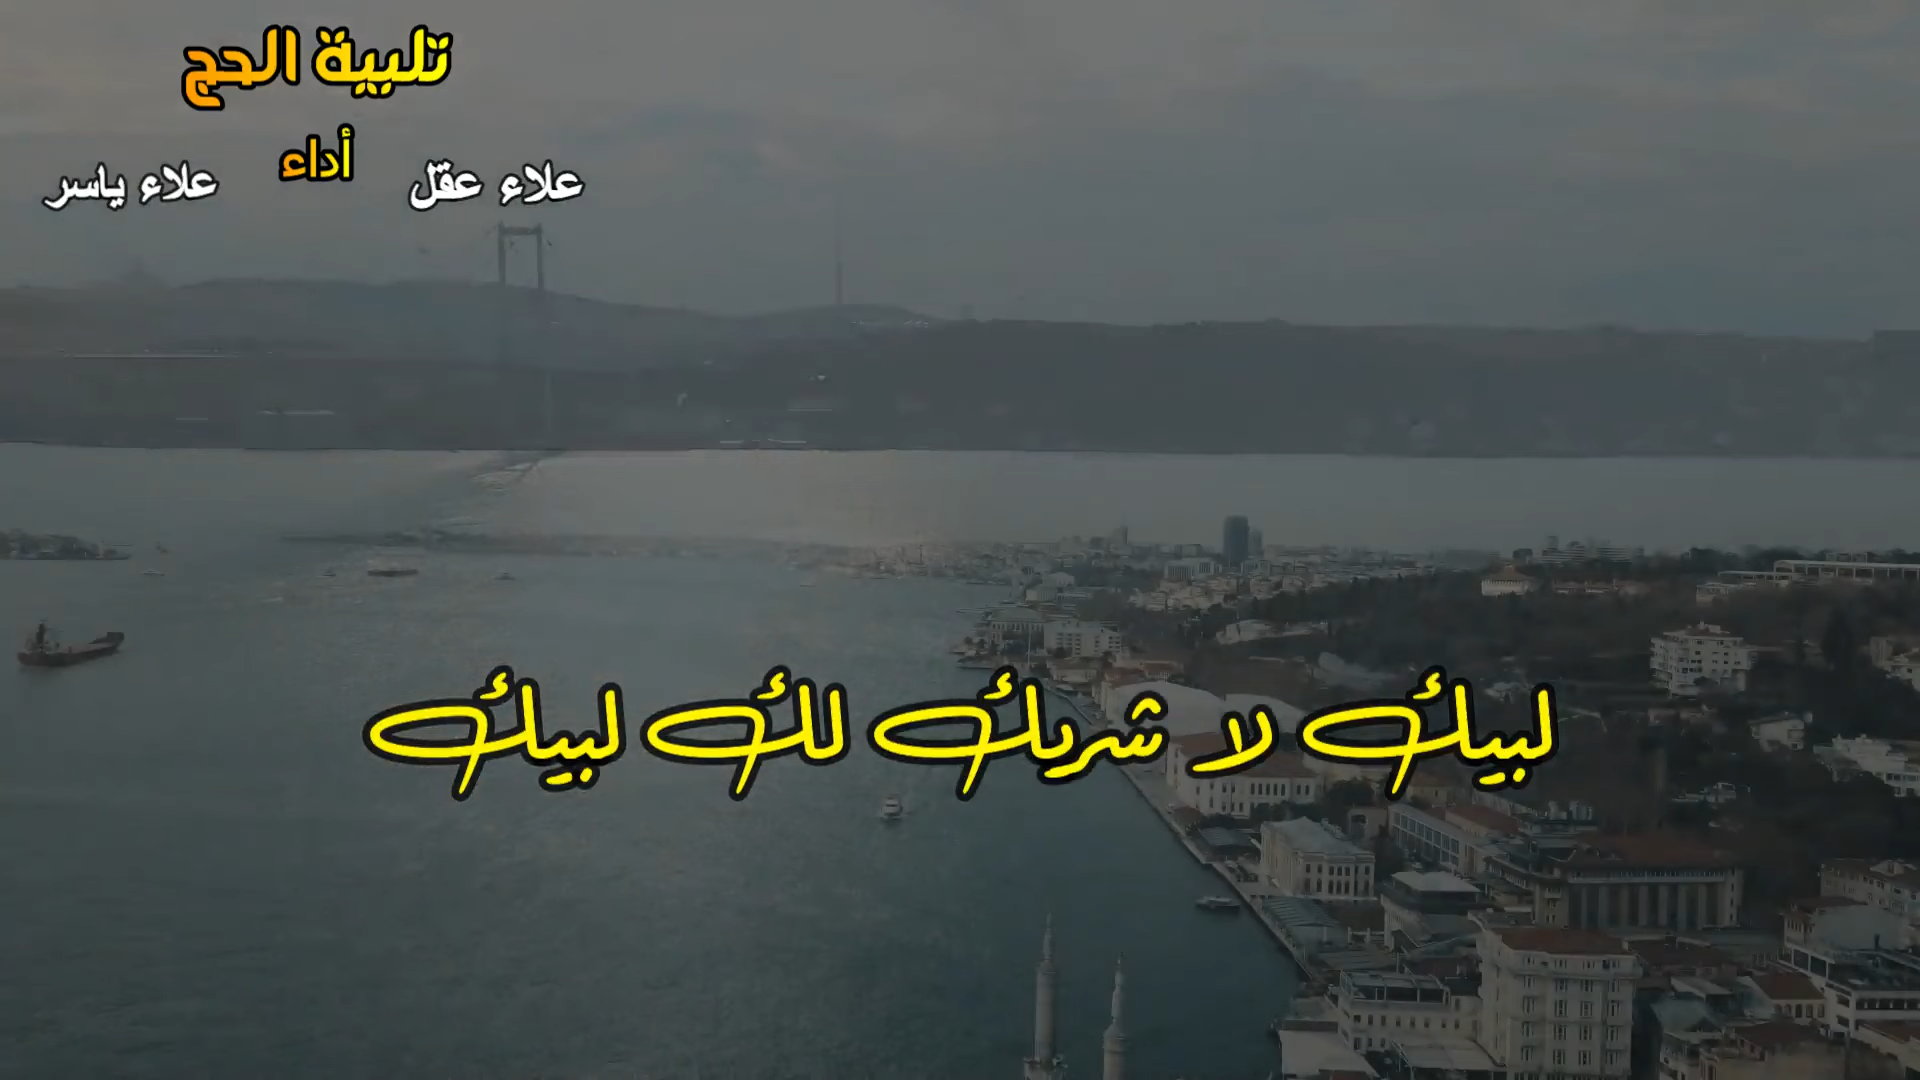 تلبية الحج
أداء
علاء عقل
علاء ياسر
لبيك لا شريك لك لبيك